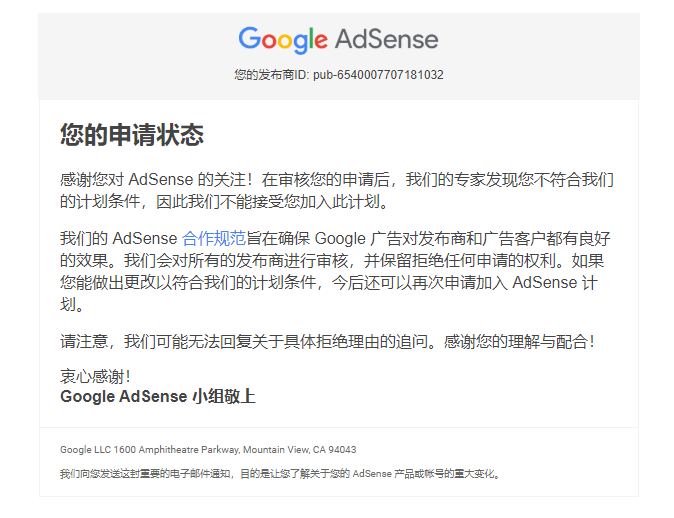 Google AdSense
您的发布商ID: pub-6540007707181032
您的申请状态
感谢您对 AdSense 的关注！在审核您的申请后，我们的专家发现您不符合我们
的计划条件，因此我们不能接受您加入此计划。
我们的 AdSense 合作规范旨在确保 Google 广告对发布商和广告客户都有良好
的效果。我们会对所有的发布商进行审核，并保留拒绝任何申请的权利。如果
您能做出更改以符合我们的计划条件，今后还可以再次申请加入 AdSense 计
划。
请注意，我们可能无法回复关于具体拒绝理由的追问。感谢您的理解与配合！
衷心感谢！
Google AdSense 小组敬上
Google LLC 1600 Amphitheatre Parkway, Mountain View, CA 94043
我们向您发送这封重要的电子邮件通知，目的是让您了解关于您的 AdSense 产品或帐号的重大变化。